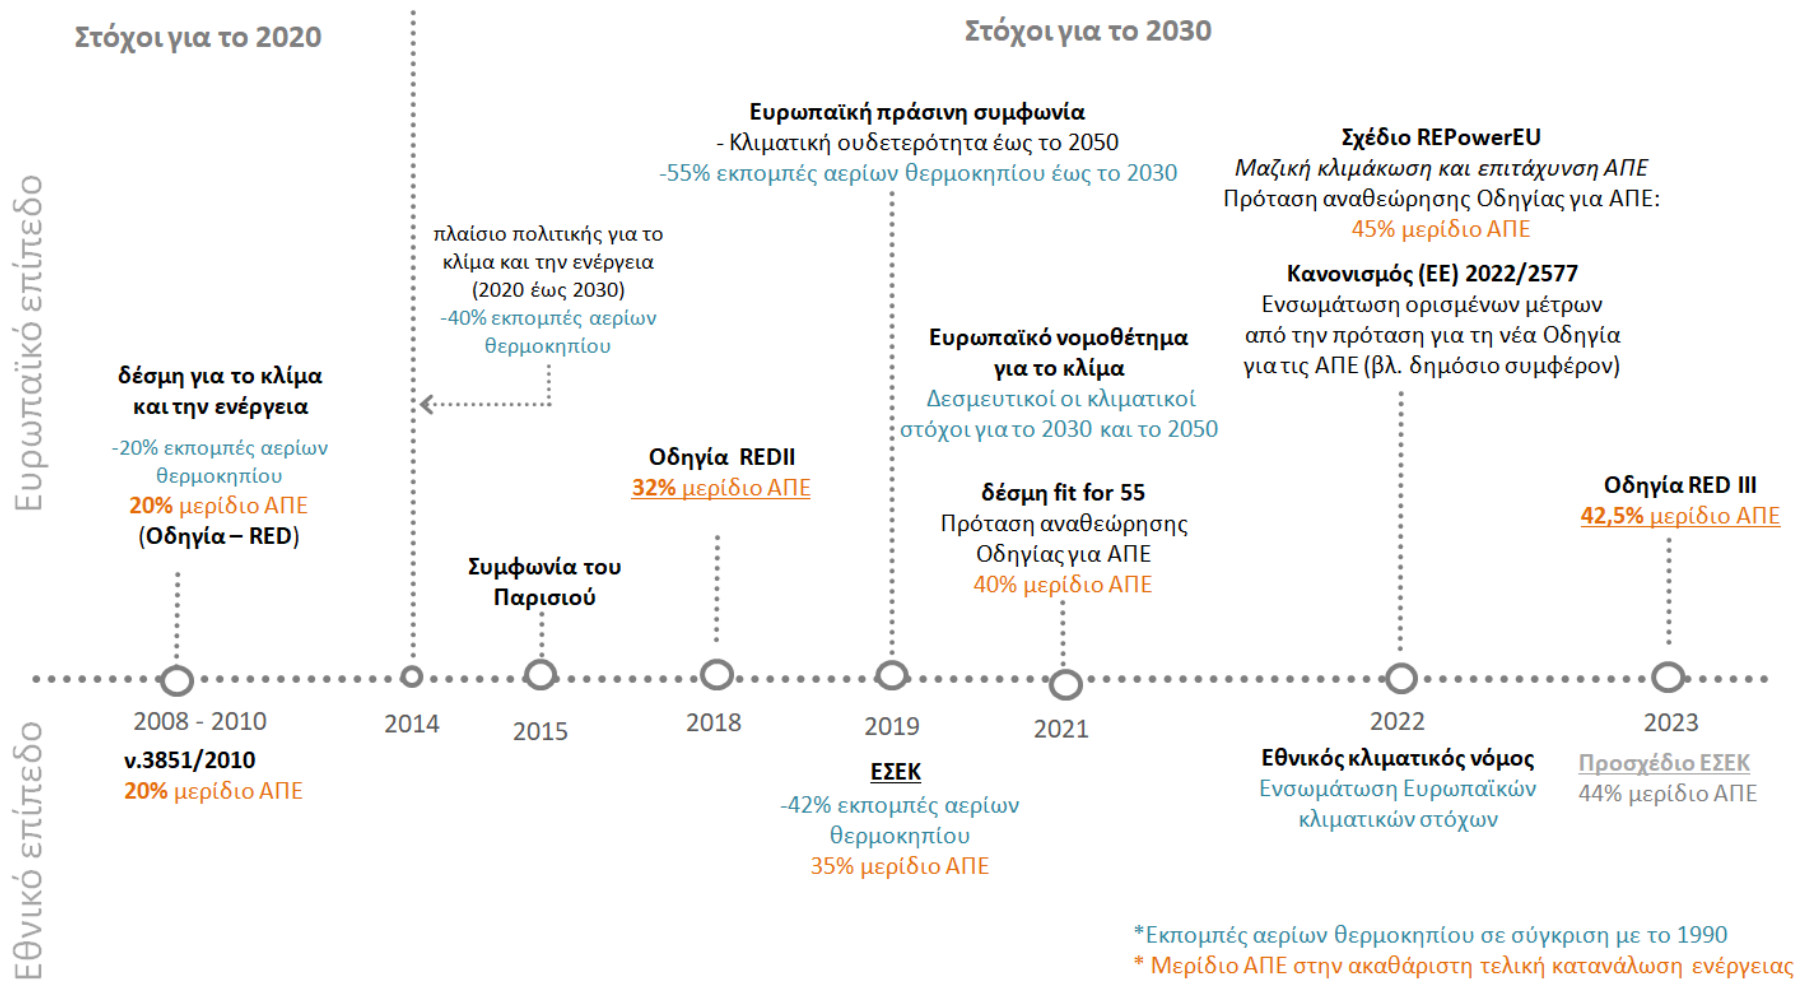 Στόχοι για το 2020
Στόχοι για το 2030
Ευρωπαϊκό επίπεδο
Ευρωπαϊκή πράσινη συμφωνία
- Κλιματική ουδετερότητα έως το 2050
-55% εκπομπές αερίων θερμοκηπίου έως το 2030
Σχέδιο REPowerEU
Μαζική κλιμάκωση και επιτάχυνση ΑΠΕ
Πρόταση αναθεώρησης Οδηγίας για ΑΠΕ:
45% μερίδιο ΑΠΕ
πλαίσιο πολιτικής για το
κλίμα και την ενέργεια
(2020 έως 2030)
-40% εκπομπές αερίων
θερμοκηπίου
Κανονισμός (ΕΕ) 2022/2577
Ενσωμάτωση ορισμένων μέτρων
από την πρόταση για τη νέα Οδηγία
για τις ΑΠΕ (βλ. δημόσιο συμφέρον)
Ευρωπαϊκό νομοθέτημα
για το κλίμα
Δεσμευτικοί οι κλιματικοί
στόχοι για το 2030 και το 2050
δέσμη για το κλίμα
και την ενέργεια
-20% εκπομπές αερίων
θερμοκηπίου
20% μερίδιο ΑΠΕ
(Οδηγία – RED)
Οδηγία REDII
32% μερίδιο ΑΠΕ
δέσμη fit for 55
Πρόταση αναθεώρησης
Οδηγίας για ΑΠΕ
40% μερίδιο ΑΠΕ
Οδηγία RED III
42,5% μερίδιο ΑΠΕ
Συμφωνία του
Παρισιού
2008 - 2010
2014
2015
2018
2019
2021
2022
2023
Εθνικό επίπεδο
ν.3851/2010
20% μερίδιο ΑΠΕ
ΕΣΕΚ
-42% εκπομπές αερίων
θερμοκηπίου
35% μερίδιο ΑΠΕ
Εθνικός κλιματικός νόμος
Ενσωμάτωση Ευρωπαϊκών
κλιματικών στόχων
Προσχέδιο ΕΣΕΚ
44% μερίδιο ΑΠΕ
*Εκπομπές αερίων θερμοκηπίου σε σύγκριση με το 1990
* Μερίδιο ΑΠΕ στην ακαθάριστη τελική κατανάλωση ενέργειας